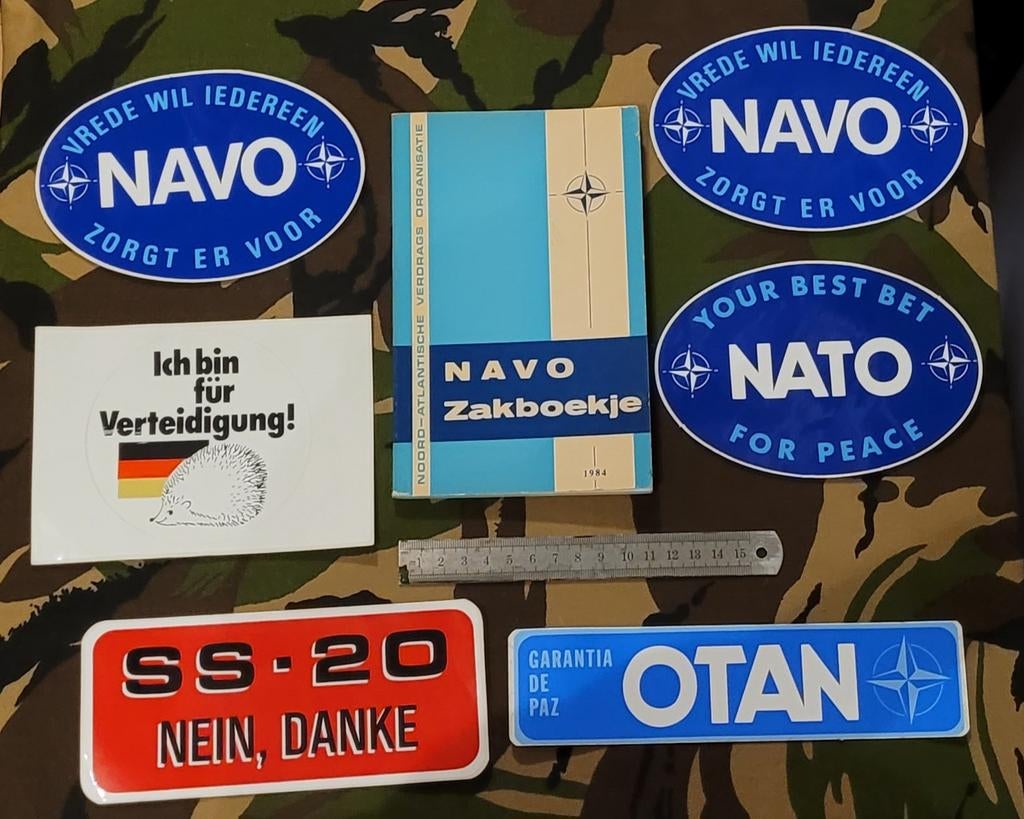 VREDE WIL IEDEREEN
NAVO
ZORGT ER VOOR
NOORD-ATLANTISCHE VERDRAGS ORGANISATIE
NAVO
Zakboekje
1984
VREDE WIL IEDEREEN
NAVO
ZORGT ER VOOR
YOUR BEST BET
NATO
FOR PEACE
Ich bin
für
Verteidigung!
1 2 3 4 5 6 7 8 9 10 11 12 13 14 15
SS·20
NEIN, DANKE
GARANTIA
DE
PAZ
OTAN